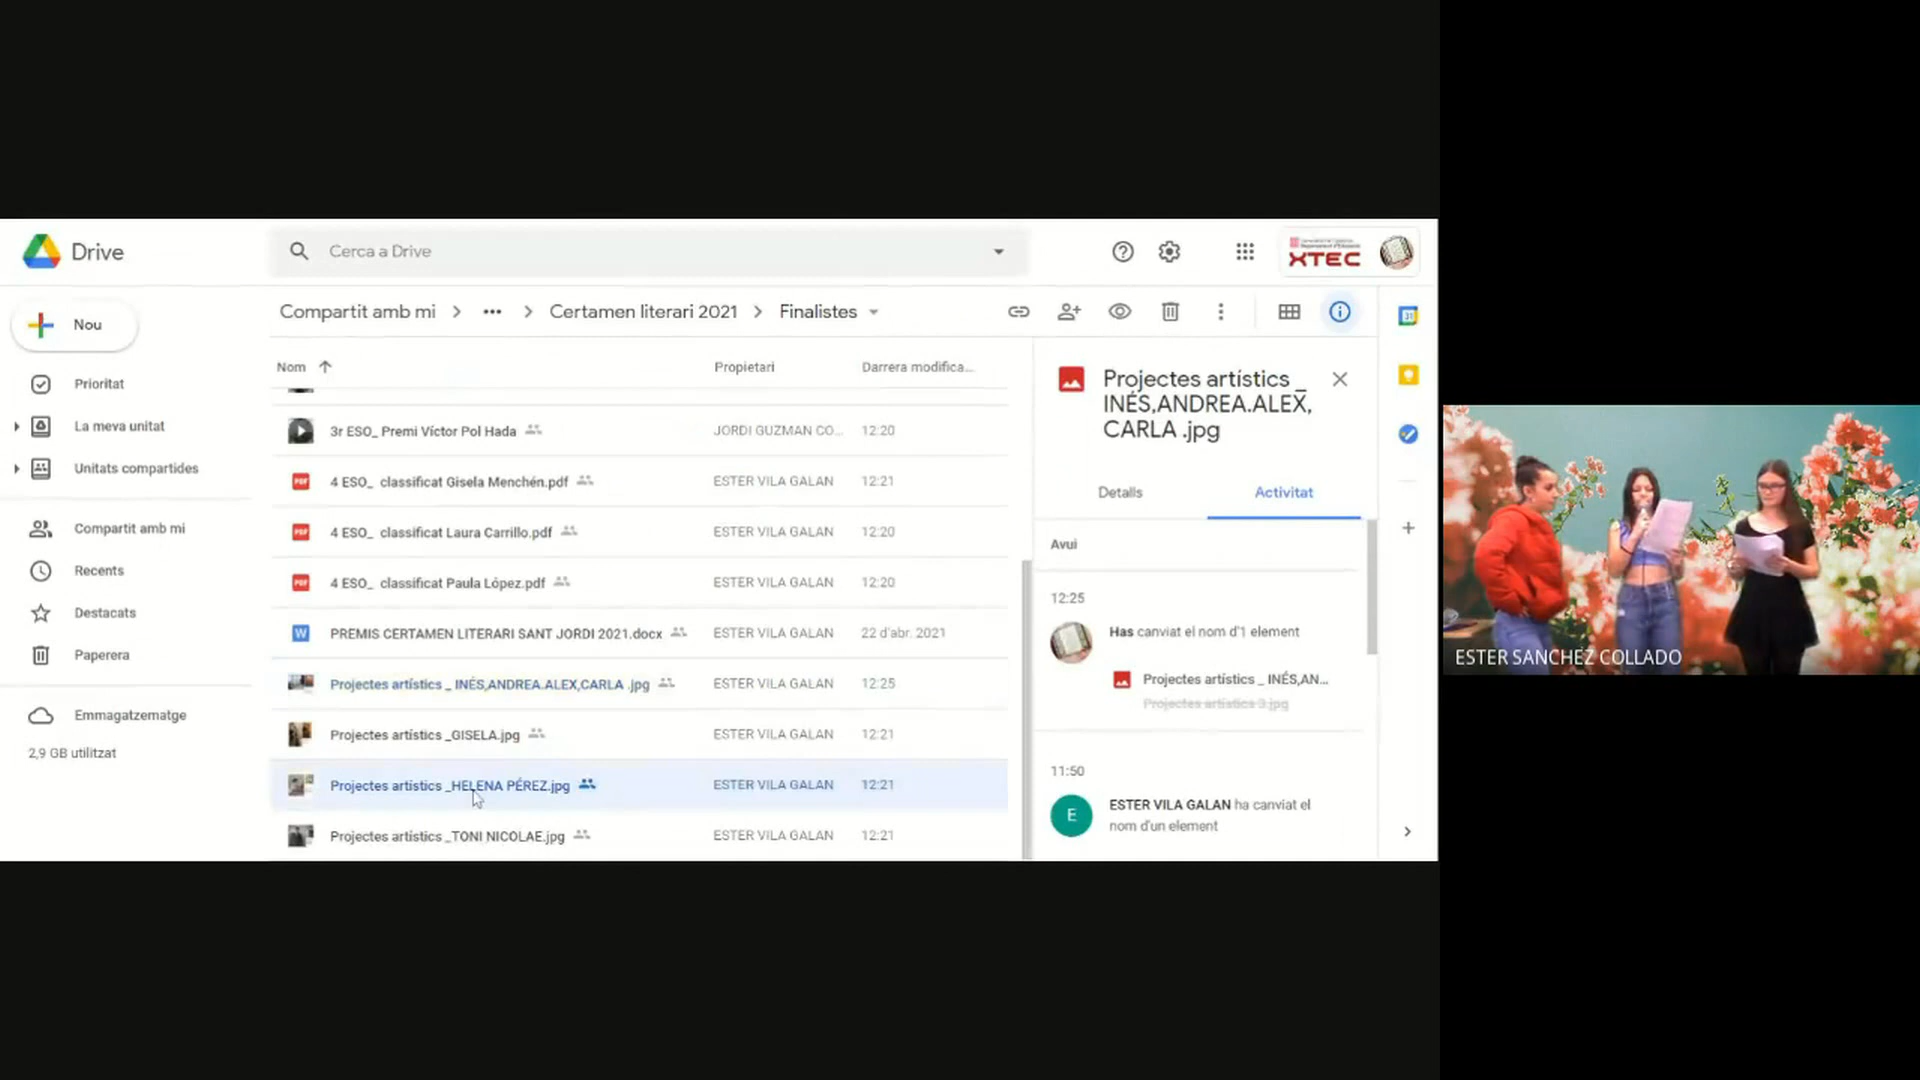 Drive
Cerca a Drive
XTEC
Nou
Compartit amb mi > ••• > Certamen literari 2021 > Finalistes
31
Prioritat
La meva unitat
Unitats compartides
Compartit amb mi
Recents
Destacats
Paperera
Emmagatzematge
2,9 GB utilitzat
Nom Propietari Darrera modifica...
3r ESO_ Premi Víctor Pol Hada JORDI GUZMAN CO... 12:20
PDF 4 ESO_ classificat Gisela Menchén.pdf ESTER VILA GALAN 12:21
PDF 4 ESO_ classificat Laura Carrillo.pdf ESTER VILA GALAN 12:20
PDF 4 ESO_ classificat Paula López.pdf ESTER VILA GALAN 12:20
W PREMIS CERTAMEN LITERARI SANT JORDI 2021.docx ESTER VILA GALAN 22 d'abr. 2021
Projectes artístics _ INÉS,ANDREA.ALEX,CARLA .jpg ESTER VILA GALAN 12:25
Projectes artístics _GISELA.jpg ESTER VILA GALAN 12:21
Projectes artístics _HELENA PÉREZ.jpg ESTER VILA GALAN 12:21
Projectes artístics _TONI NICOLAE.jpg ESTER VILA GALAN 12:21
Projectes artístics _
INÉS,ANDREA.ALEX,
CARLA .jpg
Detalls Activitat
Avui
12:25
Has canviat el nom d'1 element
Projectes artístics _ INÉS,AN...
Projectes artístics 3.jpg
11:50
E
ESTER VILA GALAN ha canviat el
nom d'un element
ESTER SANCHEZ COLLADO